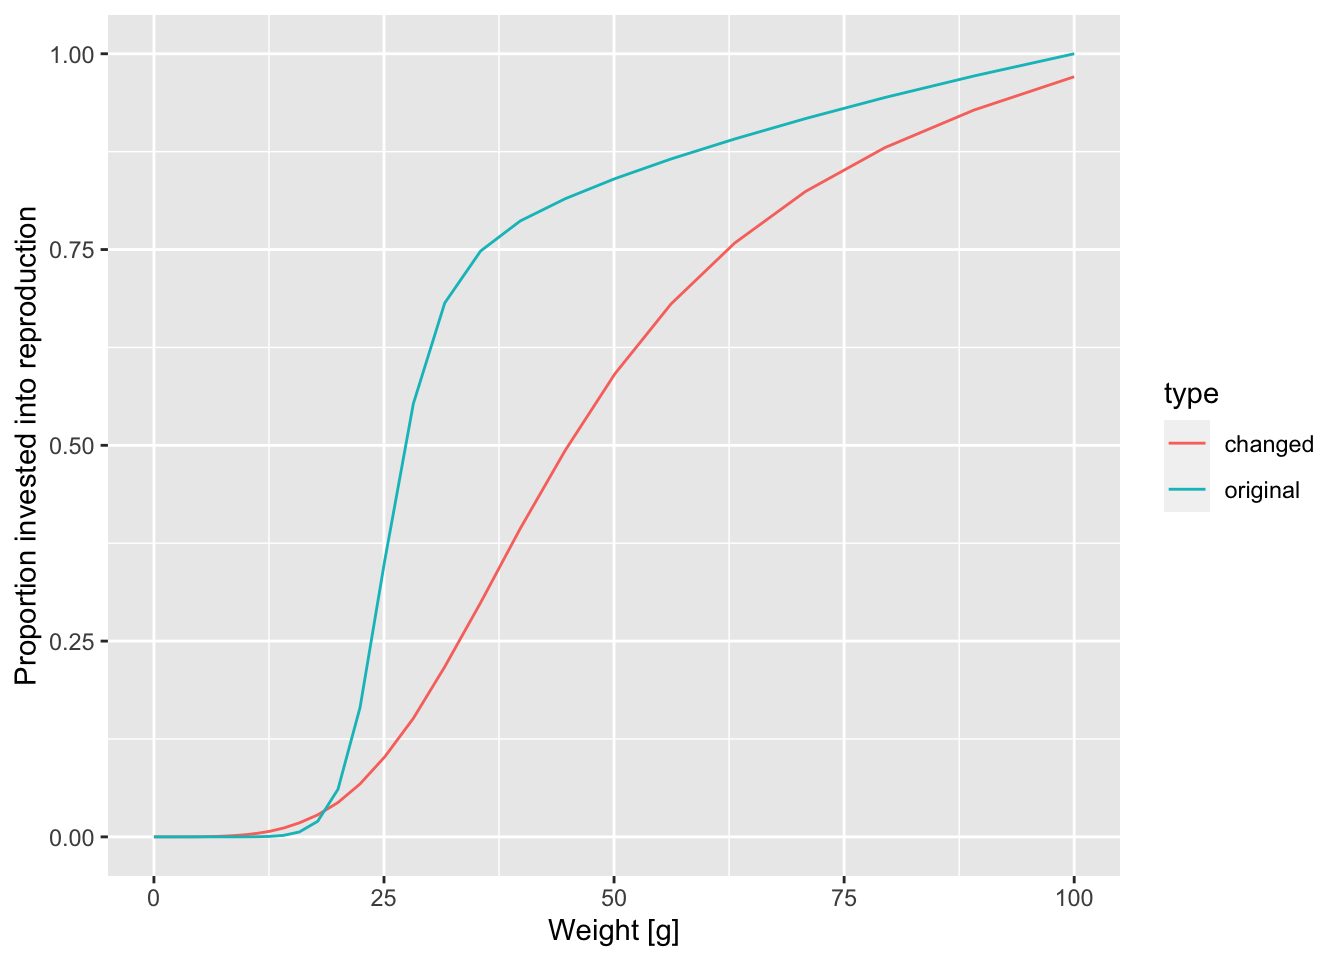 1.00
0.75
0.50
0.25
0.00
Proportion invested into reproduction
0 25 50 75 100
Weight [g]
type
changed
original